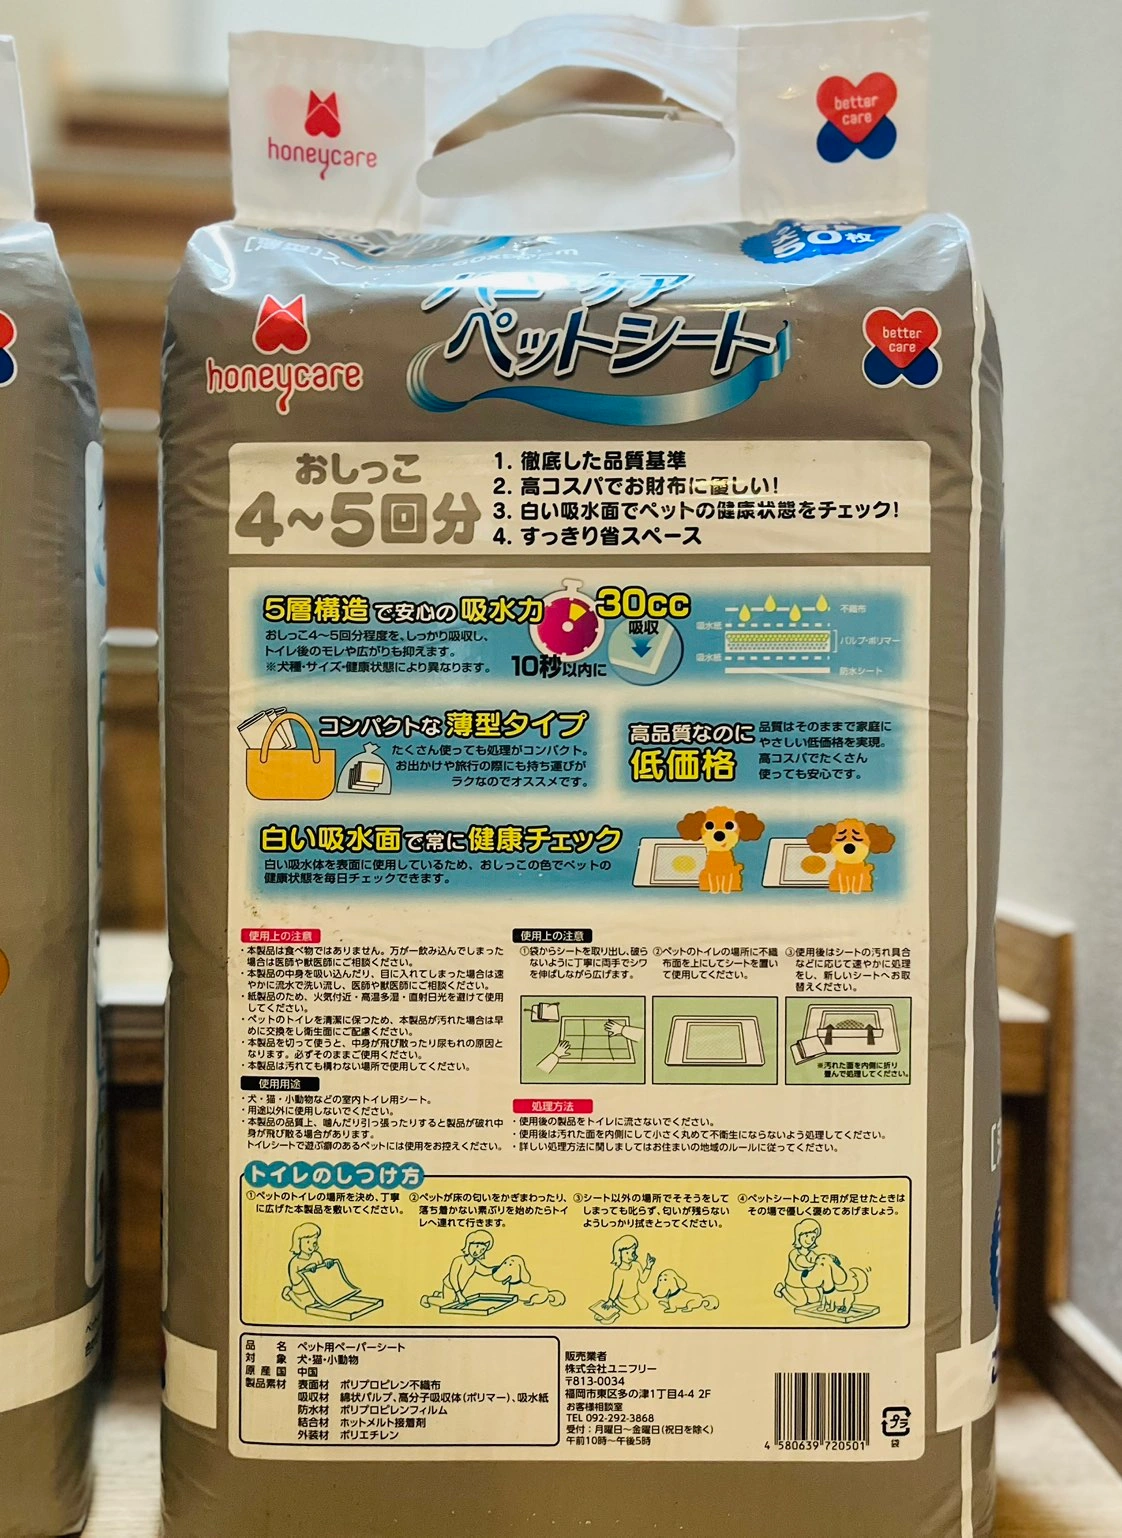 honeycare
better
care
0枚
honeycare
ハニーケア
ペットシート
better
care
おしっこ
4~5回分
1. 徹底した品質基準
2. 高コスパでお財布に優しい!
3. 白い吸水面でペットの健康状態をチェック!
4. すっきり省スペース
5層構造で安心の吸水力
おしっこ4~5回分程度を、しっかり吸収し、
トイレ後のモレや広がりも抑えます。
※犬種・サイズ・健康状態により異なります。
10秒以内に
30cc
吸収
不織布
吸水紙
パルプ・ポリマー
吸水紙
防水シート
コンパクトな薄型タイプ
たくさん使っても処理がコンパクト。
お出かけや旅行の際にも持ち運びが
ラクなのでオススメです。
高品質なのに
低価格
品質はそのままで家庭に
やさしい低価格を実現。
高コスパでたくさん
使っても安心です。
白い吸水面で常に健康チェック
白い吸水体を表面に使用しているため、おしっこの色でペットの
健康状態を毎日チェックできます。
使用上の注意
・本製品は食べ物ではありません。万が一飲み込んでしまった
場合は医師や獣医師にご相談ください。
・本製品の中身を吸い込んだり、目に入れてしまった場合は速
やかに流水で洗い流し、医師や獣医師にご相談ください。
・紙製品のため、火気付近・高温多湿・直射日光を避けて使用
してください。
・ペットのトイレを清潔に保つため、本製品が汚れた場合は早
めに交換をし衛生面にご配慮ください。
・本製品を切って使うと、中身が飛び散ったり尿もれの原因と
なります。必ずそのままご使用ください。
・本製品は汚れても構わない場所で使用してください。
使用用途
・犬・猫・小動物などの室内トイレ用シート。
・用途以外に使用しないでください。
・本製品の品質上、噛んだり引っ張ったりすると製品が破れ中
身が飛び散る場合があります。
トイレシートで遊ぶ癖のあるペットには使用をお控えください。
使用上の注意
①袋からシートを取り出し、破ら
ないように丁寧に両手でシワ
を伸ばしながら広げます。
②ペットのトイレの場所に不織
布面を上にしてシートを置い
て使用してください。
③使用後はシートの汚れ具合
などに応じて速やかに処理
をし、新しいシートへお取
替えください。
※汚れた面を内側に折り
畳んで処理してください。
処理方法
・使用後の製品をトイレに流さないでください。
・使用後は汚れた面を内側にして小さく丸めて不衛生にならないよう処理してください。
・詳しい処理方法に関しましてはお住まいの地域のルールに従ってください。
トイレのしつけ方
①ペットのトイレの場所を決め、丁寧
に広げた本製品を敷いてください。
②ペットが床の匂いをかぎまわったり、
落ち着かない素ぶりを始めたらトイ
レへ連れて行きます。
③シート以外の場所でそそうをして
しまっても叱らず、匂いが残らない
ようしっかり拭きとってください。
④ペットシートの上で用が足せたときは
その場で優しく褒めてあげましょう。
品名 ペット用ペーパーシート
対象 犬・猫・小動物
原産国 中国
製品素材 表面材 ポリプロピレン不織布
吸収材 綿状パルプ、高分子吸収体(ポリマー)、吸水紙
防水材 ポリプロピレンフィルム
結合材 ホットメルト接着剤
外装材 ポリエチレン
販売業者
株式会社ユニフリー
〒813-0034
福岡市東区多の津1丁目4-4 2F
お客様相談室
TEL 092-292-3868
受付:月曜日~金曜日(祝日を除く)
午前10時~午後5時
4 580639 720501
プラ
袋